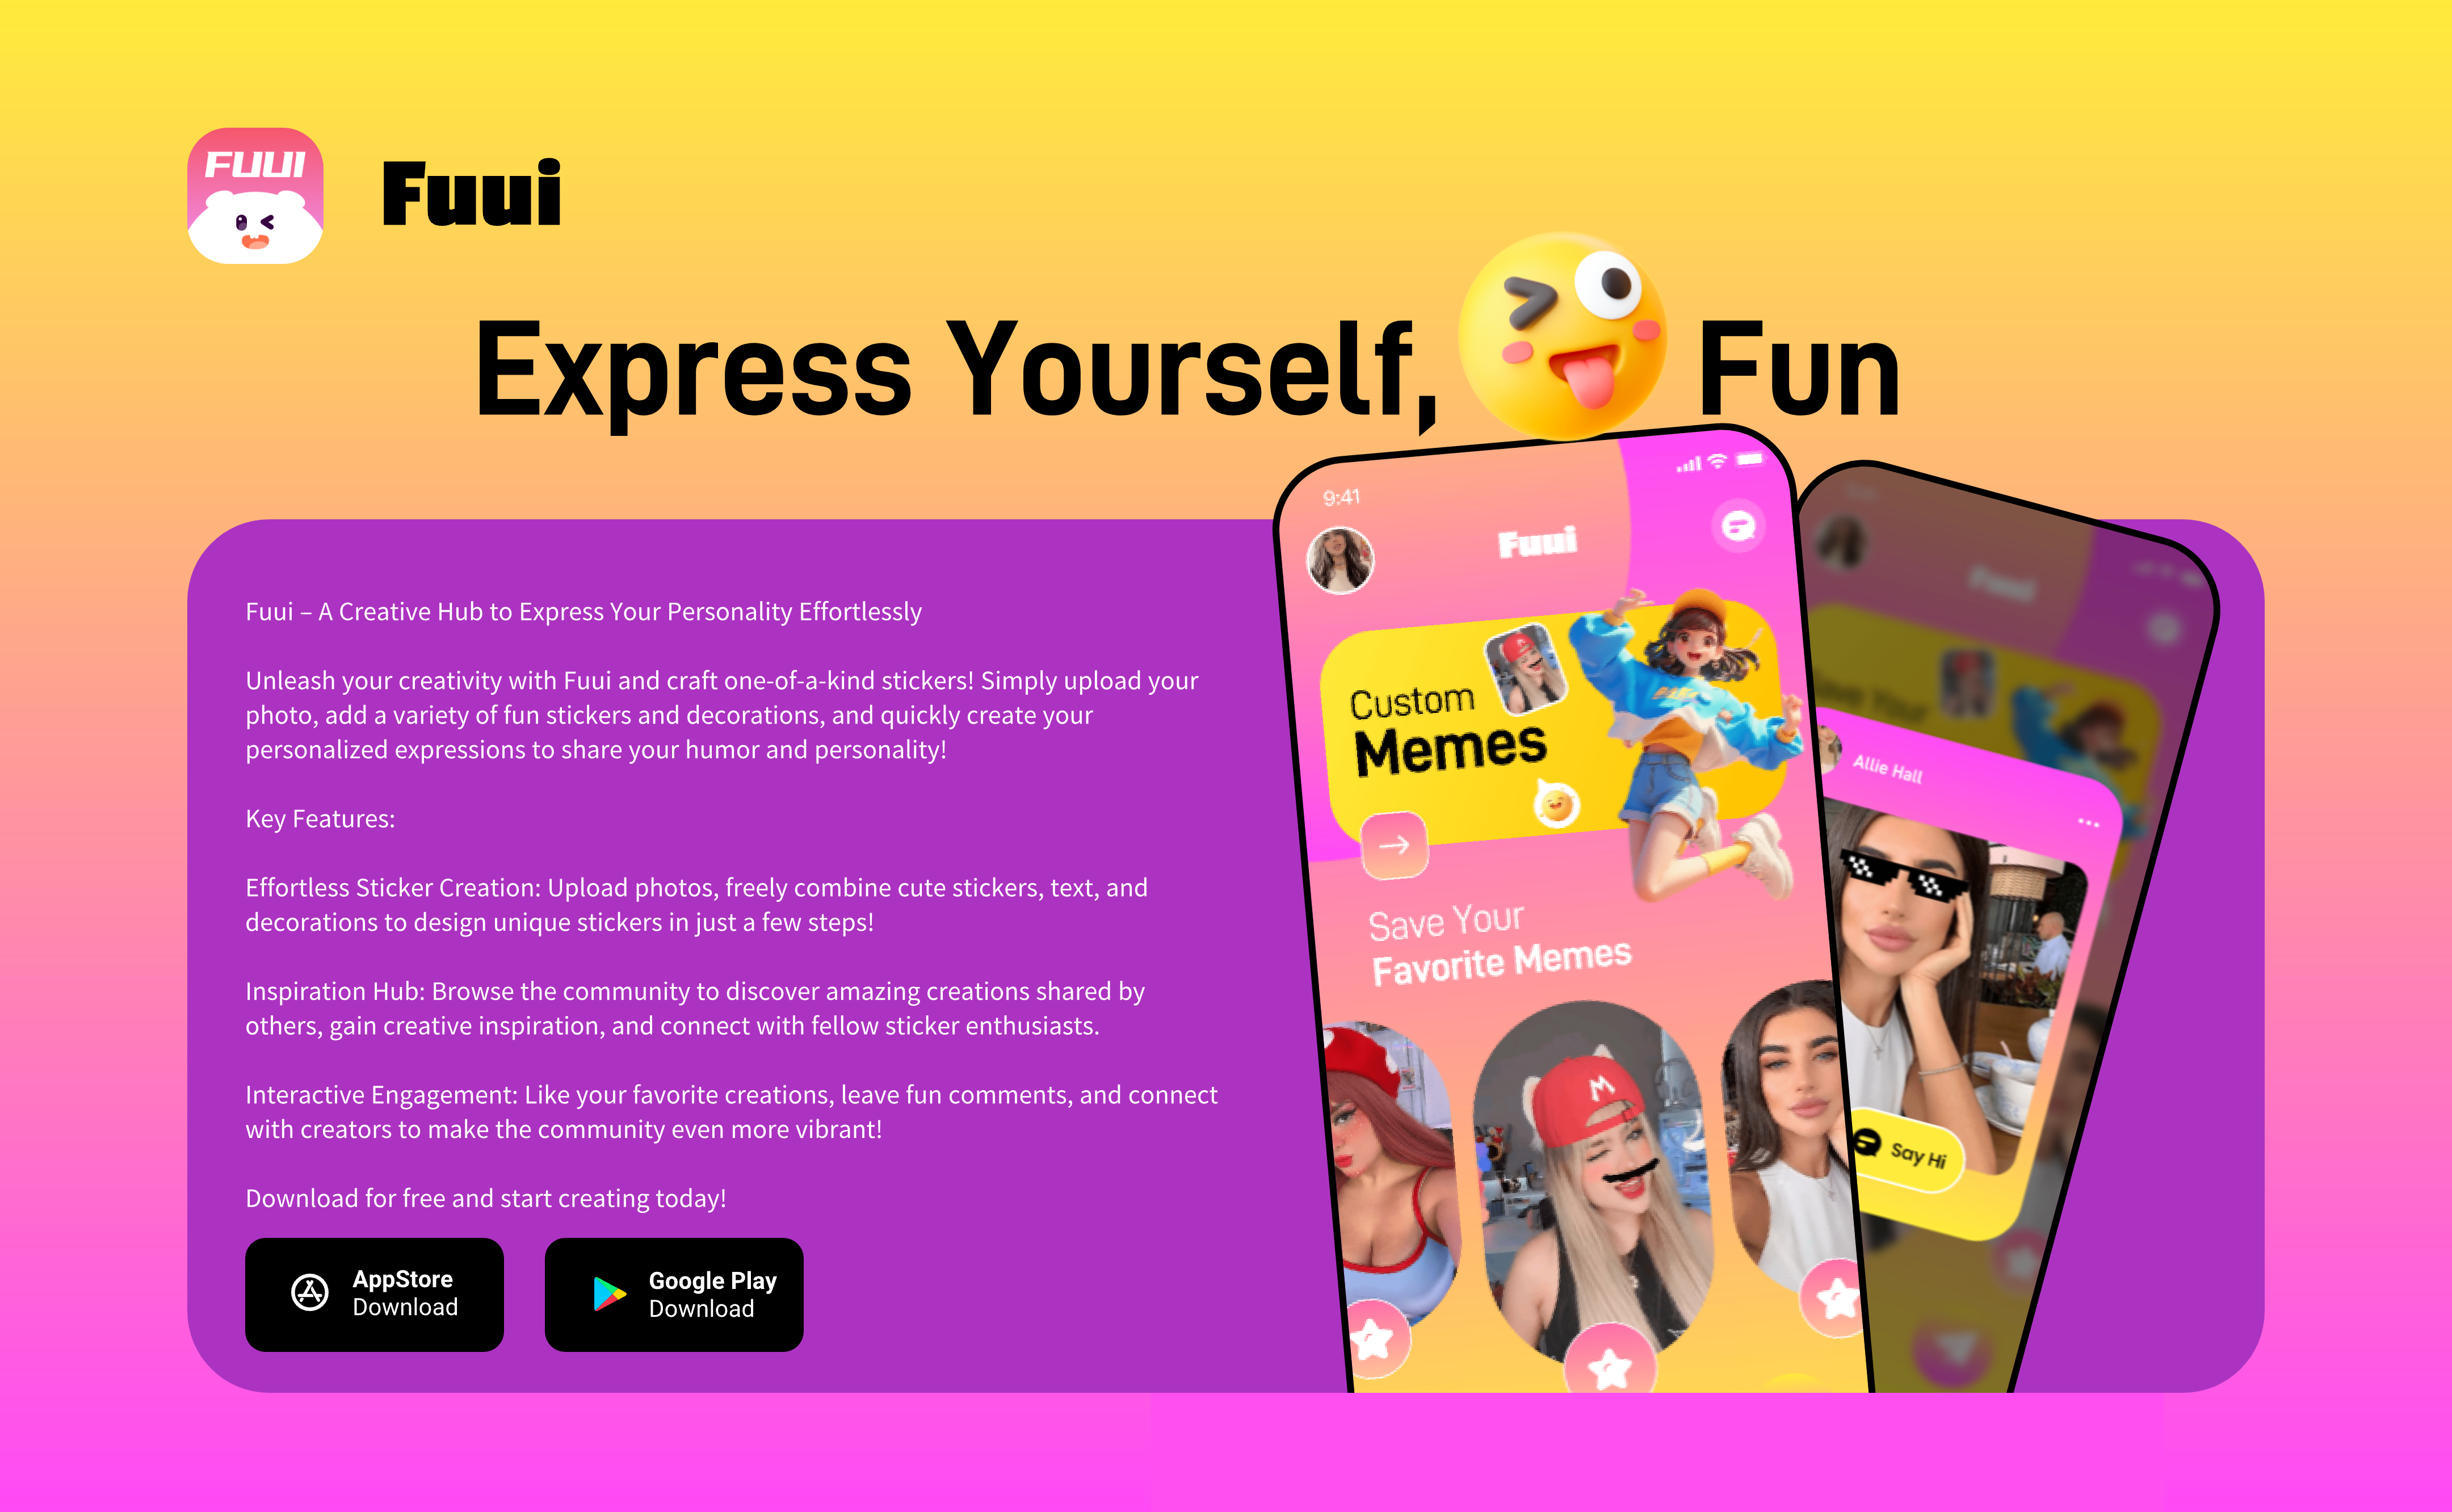 FUUI
Fuui
Express Yourself,
Fun
Fuui – A Creative Hub to Express Your Personality Effortlessly
Unleash your creativity with Fuui and craft one-of-a-kind stickers! Simply upload your
photo, add a variety of fun stickers and decorations, and quickly create your
personalized expressions to share your humor and personality!
Key Features:
Effortless Sticker Creation: Upload photos, freely combine cute stickers, text, and
decorations to design unique stickers in just a few steps!
Inspiration Hub: Browse the community to discover amazing creations shared by
others, gain creative inspiration, and connect with fellow sticker enthusiasts.
Interactive Engagement: Like your favorite creations, leave fun comments, and connect
with creators to make the community even more vibrant!
Download for free and start creating today!
AppStore
Download
Google Play
Download
9:41
Fuui
Custom
Memes
Save Your
Favorite Memes
M
Fuui
Save Your
Allie Hall
Say Hi